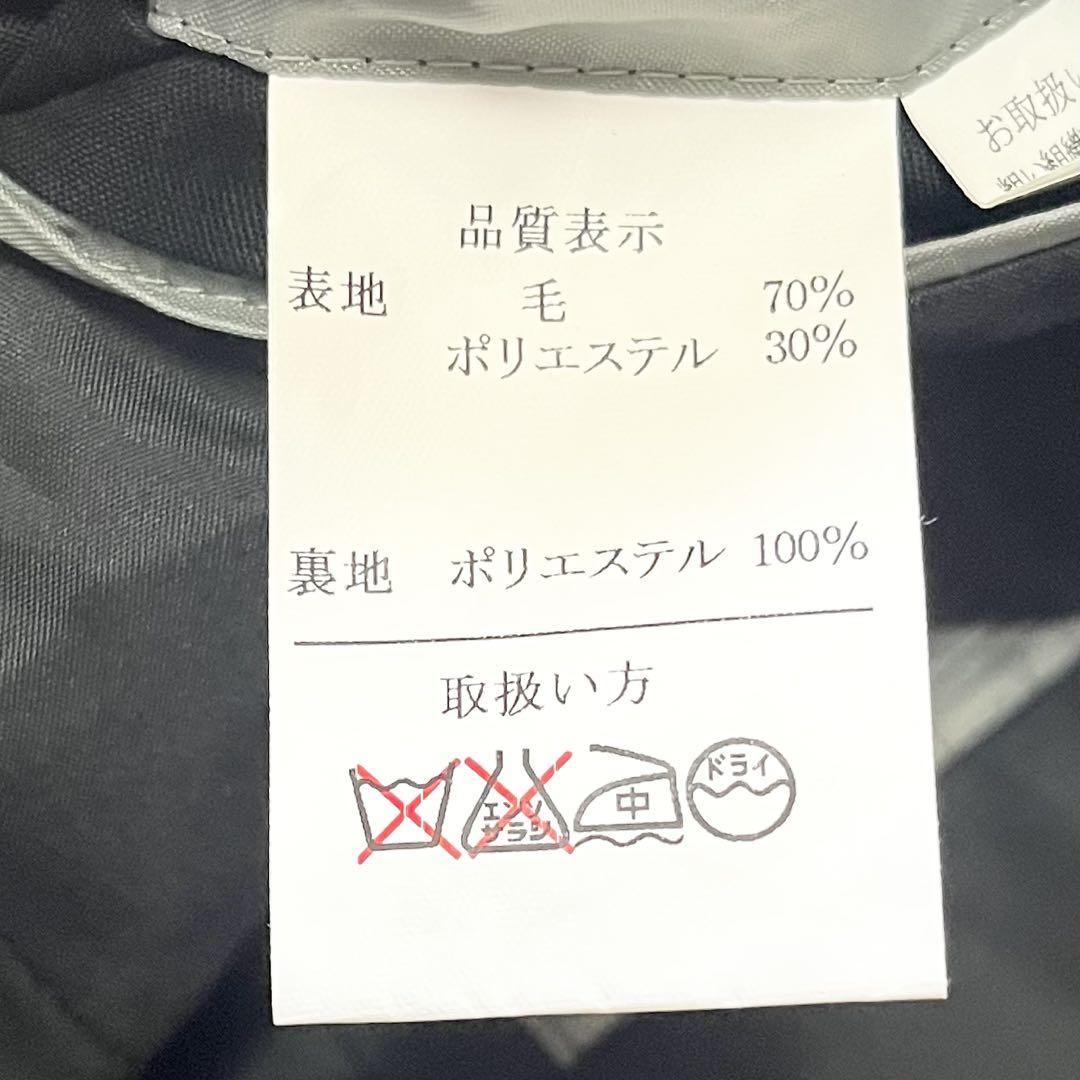 品質表示
表地 毛 70%
ポリエステル 30%
裏地 ポリエステル 100%
取扱い方
エンソ
サラシ
中
ドライ
お取扱い